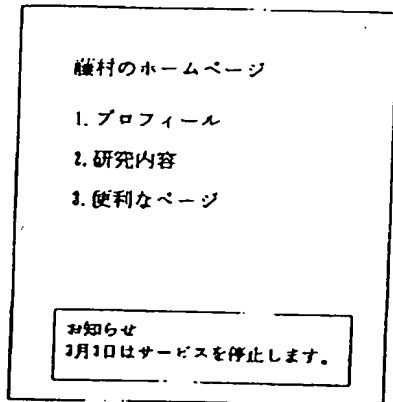 藤村のホームページ
1. プロフィール
2. 研究内容
3. 便利なページ
お知らせ
3月3日はサービスを停止します。